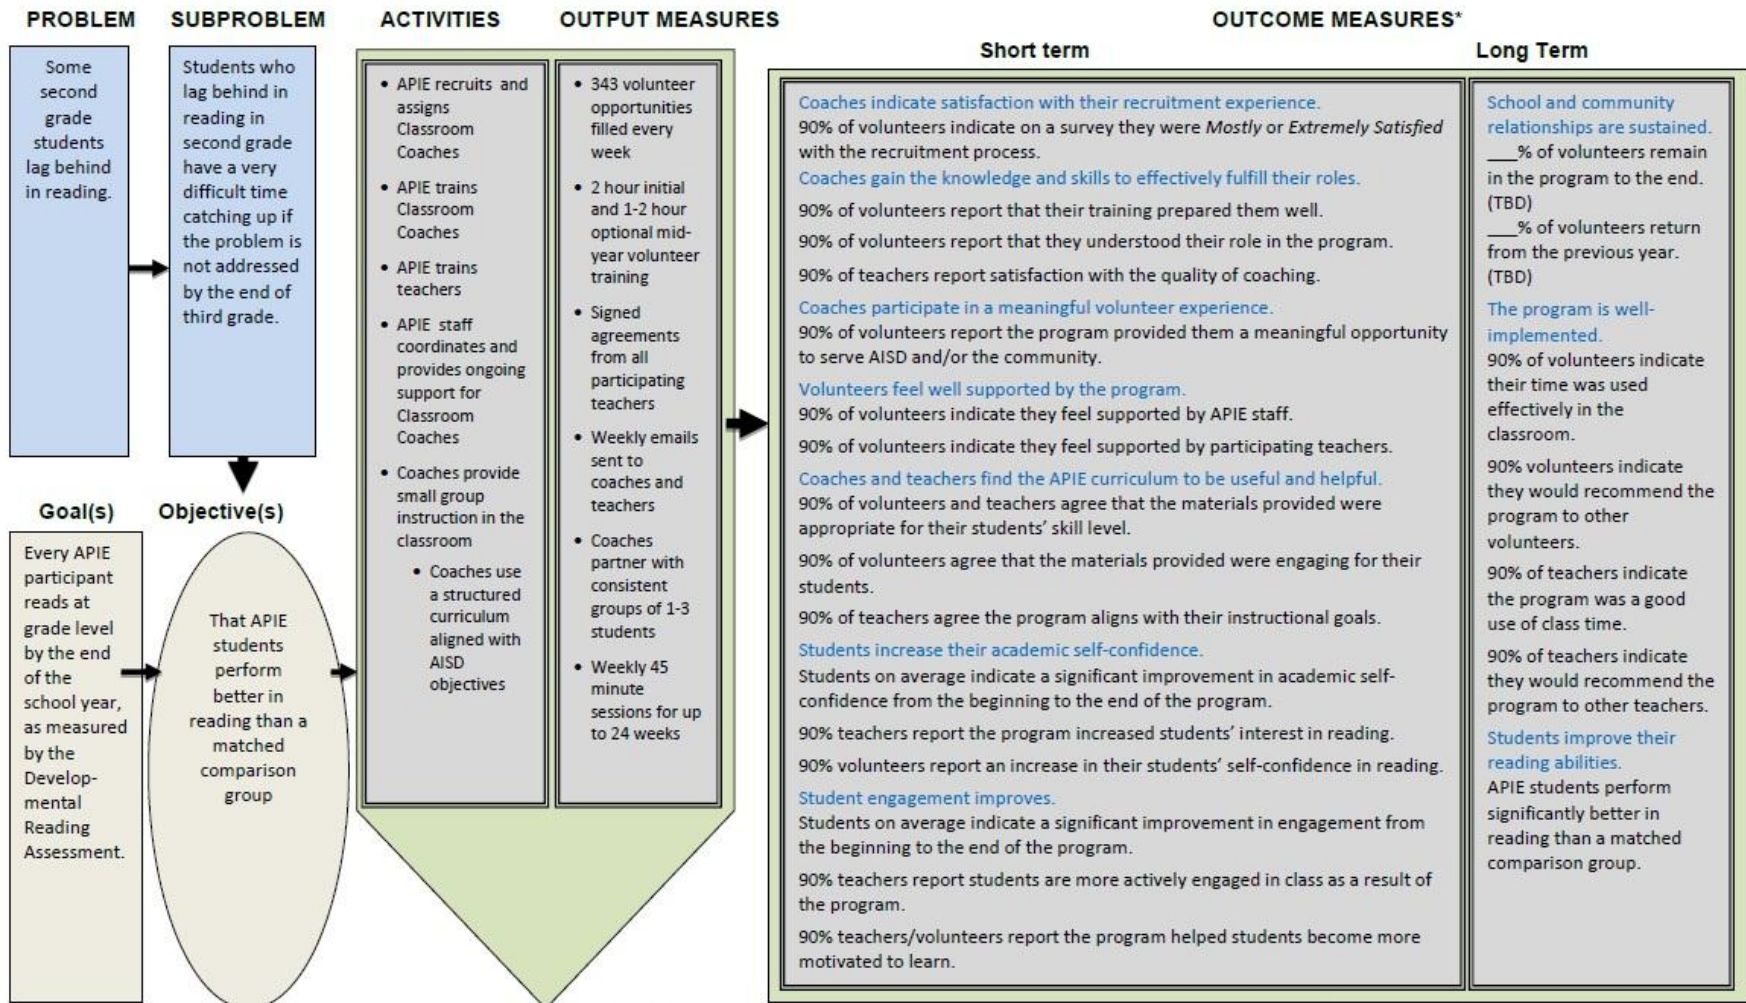 PROBLEM
SUBPROBLEM
ACTIVITIES
OUTPUT MEASURES
OUTCOME MEASURES*
Short term
Long Term
Some
second
grade
students
lag behind
in reading.
Students who
lag behind in
reading in
second grade
have a very
difficult time
catching up if
the problem is
not addressed
by the end of
third grade.
Goal(s)
Objective(s)
Every APIE
participant
reads at
grade level
by the end
of the
school year,
as measured
by the
Develop-
mental
Reading
Assessment.
That APIE
students
perform
better in
reading than a
matched
comparison
group
• APIE recruits and
assigns
Classroom
Coaches
• APIE trains
Classroom
Coaches
• APIE trains
teachers
• APIE staff
coordinates and
provides ongoing
support for
Classroom
Coaches
• Coaches provide
small group
instruction in the
classroom
• Coaches use
a structured
curriculum
aligned with
AISD
objectives
• 343 volunteer
opportunities
filled every
week
• 2 hour initial
and 1-2 hour
optional mid-
year volunteer
training
• Signed
agreements
from all
participating
teachers
• Weekly emails
sent to
coaches and
teachers
• Coaches
partner with
consistent
groups of 1-3
students
• Weekly 45
minute
sessions for up
to 24 weeks
Coaches indicate satisfaction with their recruitment experience.
90% of volunteers indicate on a survey they were Mostly or Extremely Satisfied
with the recruitment process.
Coaches gain the knowledge and skills to effectively fulfill their roles.
90% of volunteers report that their training prepared them well.
90% of volunteers report that they understood their role in the program.
90% of teachers report satisfaction with the quality of coaching.
Coaches participate in a meaningful volunteer experience.
90% of volunteers report the program provided them a meaningful opportunity
to serve AISD and/or the community.
Volunteers feel well supported by the program.
90% of volunteers indicate they feel supported by APIE staff.
90% of volunteers indicate they feel supported by participating teachers.
Coaches and teachers find the APIE curriculum to be useful and helpful.
90% of volunteers and teachers agree that the materials provided were
appropriate for their students' skill level.
90% of volunteers agree that the materials provided were engaging for their
students.
90% of teachers agree the program aligns with their instructional goals.
Students increase their academic self-confidence.
Students on average indicate a significant improvement in academic self-
confidence from the beginning to the end of the program.
90% teachers report the program increased students' interest in reading.
90% volunteers report an increase in their students' self-confidence in reading.
Student engagement improves.
Students on average indicate a significant improvement in engagement from
the beginning to the end of the program.
90% teachers report students are more actively engaged in class as a result of
the program.
90% teachers/volunteers report the program helped students become more
motivated to learn.
School and community
relationships are sustained.
___% of volunteers remain
in the program to the end.
(TBD)
___% of volunteers return
from the previous year.
(TBD)
The program is well-
implemented.
90% of volunteers indicate
their time was used
effectively in the
classroom.
90% volunteers indicate
they would recommend the
program to other
volunteers.
90% of teachers indicate
the program was a good
use of class time.
90% of teachers indicate
they would recommend the
program to other teachers.
Students improve their
reading abilities.
APIE students perform
significantly better in
reading than a matched
comparison group.